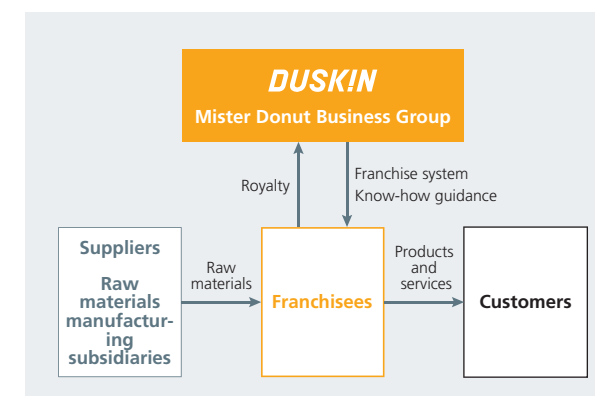 DUSKIN
Mister Donut Business Group
Royalty
Franchise system
Know-how guidance
Suppliers
Raw
materials
manufactur-
ing
subsidiaries
Raw
materials
Franchisees
Products
and
services
Customers